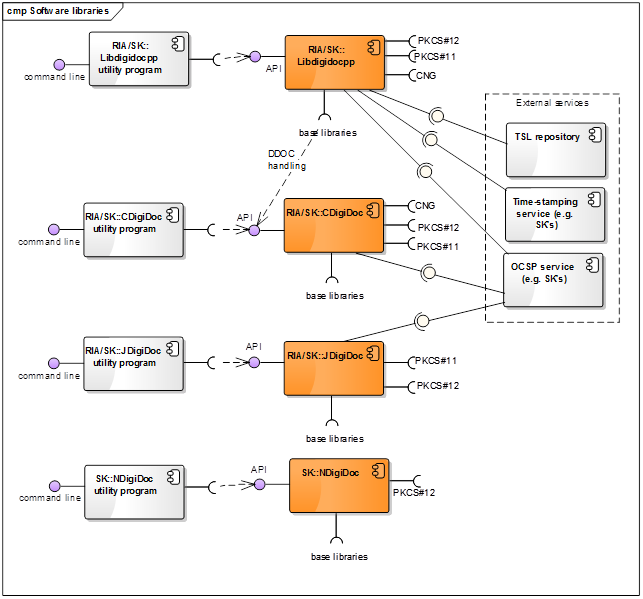 cmp Software libraries
RIA/SK::
Libdigidocpp
utility program
command line
API
RIA/SK::
Libdigidocpp
PKCS#12
PKCS#11
CNG
base libraries
External services
TSL repository
Time-stamping
service (e.g.
SK's)
OCSP service
(e.g. SK's)
DDOC
handling
RIA/SK::CDigiDoc
utility program
command line
API
RIA/SK::CDigiDoc
CNG
PKCS#12
PKCS#11
base libraries
RIA/SK::JDigiDoc
utility program
command line
API
RIA/SK::JDigiDoc
PKCS#11
PKCS#12
base libraries
SK::NDigiDoc
utility program
command line
API
SK::NDigiDoc
PKCS#12
base libraries